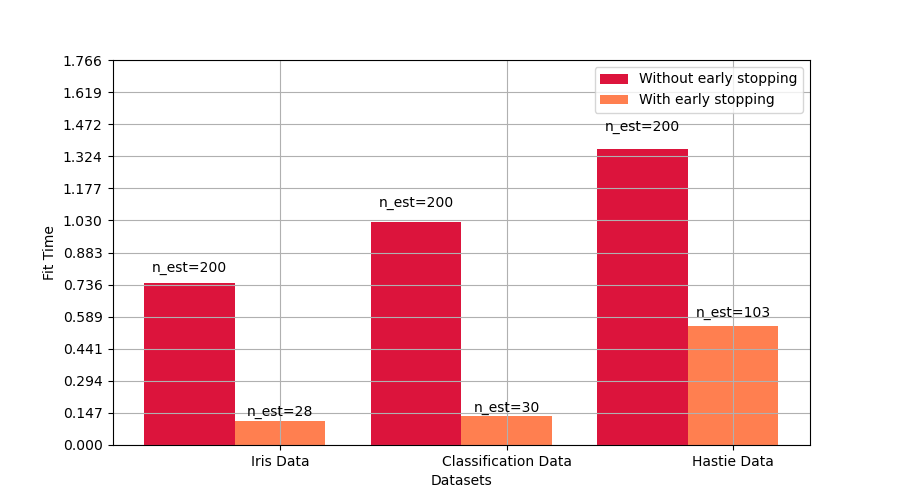 1.766
1.619
1.472
1.324
1.177
1.030
0.883
0.736
0.589
0.441
0.294
0.147
0.000
Fit Time
Without early stopping
With early stopping
n_est=200
n_est=28
n_est=200
n_est=30
n_est=200
n_est=103
Iris Data
Classification Data
Hastie Data
Datasets